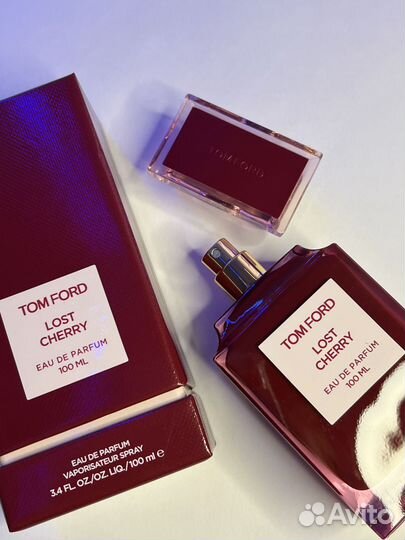 TOM FORD
TOM FORD
LOST
CHERRY
EAU DE PARFUM
100 ML
EAU DE PARFUM
VAPORISATEUR SPRAY
3.4 FL. OZ./OZ. LIQ./100 ml e
TOM FORD
LOST
CHERRY
EAU DE PARFUM
100 ML
Avito